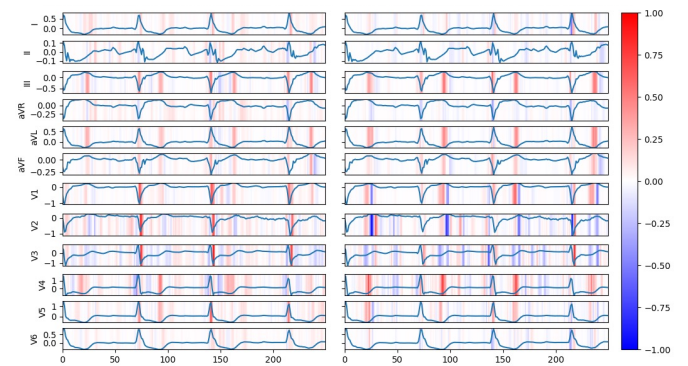 I 0.5 0.0
II 0.1 0.0 −0.1
III 0.0 −0.5
aVR 0.00 −0.25
aVL 0.5 0.0
aVF 0.00 −0.25
V1 0 −1
V2 0 −1
V3 0 −1
V4 1 0
V5 1 0
V6 0.5 0.0
0 50 100 150 200
0 50 100 150 200
1.00
0.75
0.50
0.25
0.00
−0.25
−0.50
−0.75
−1.00